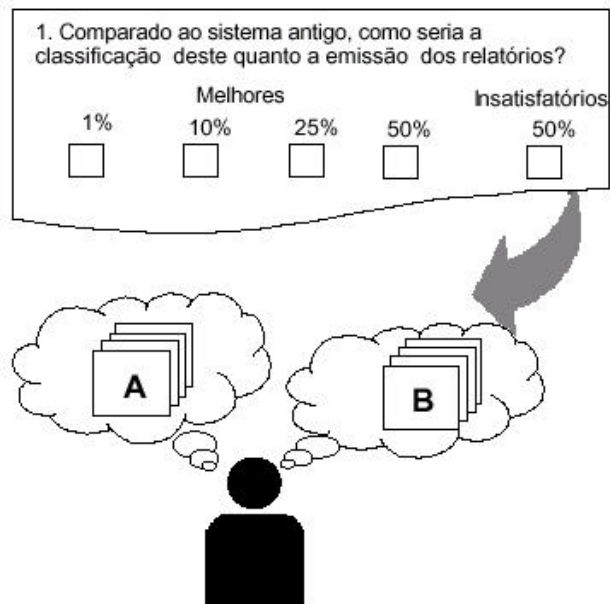 1. Comparado ao sistema antigo, como seria a
classificação deste quanto a emissão dos relatórios?
Melhores Insatisfatórios
1% 10% 25% 50% 50%
A B